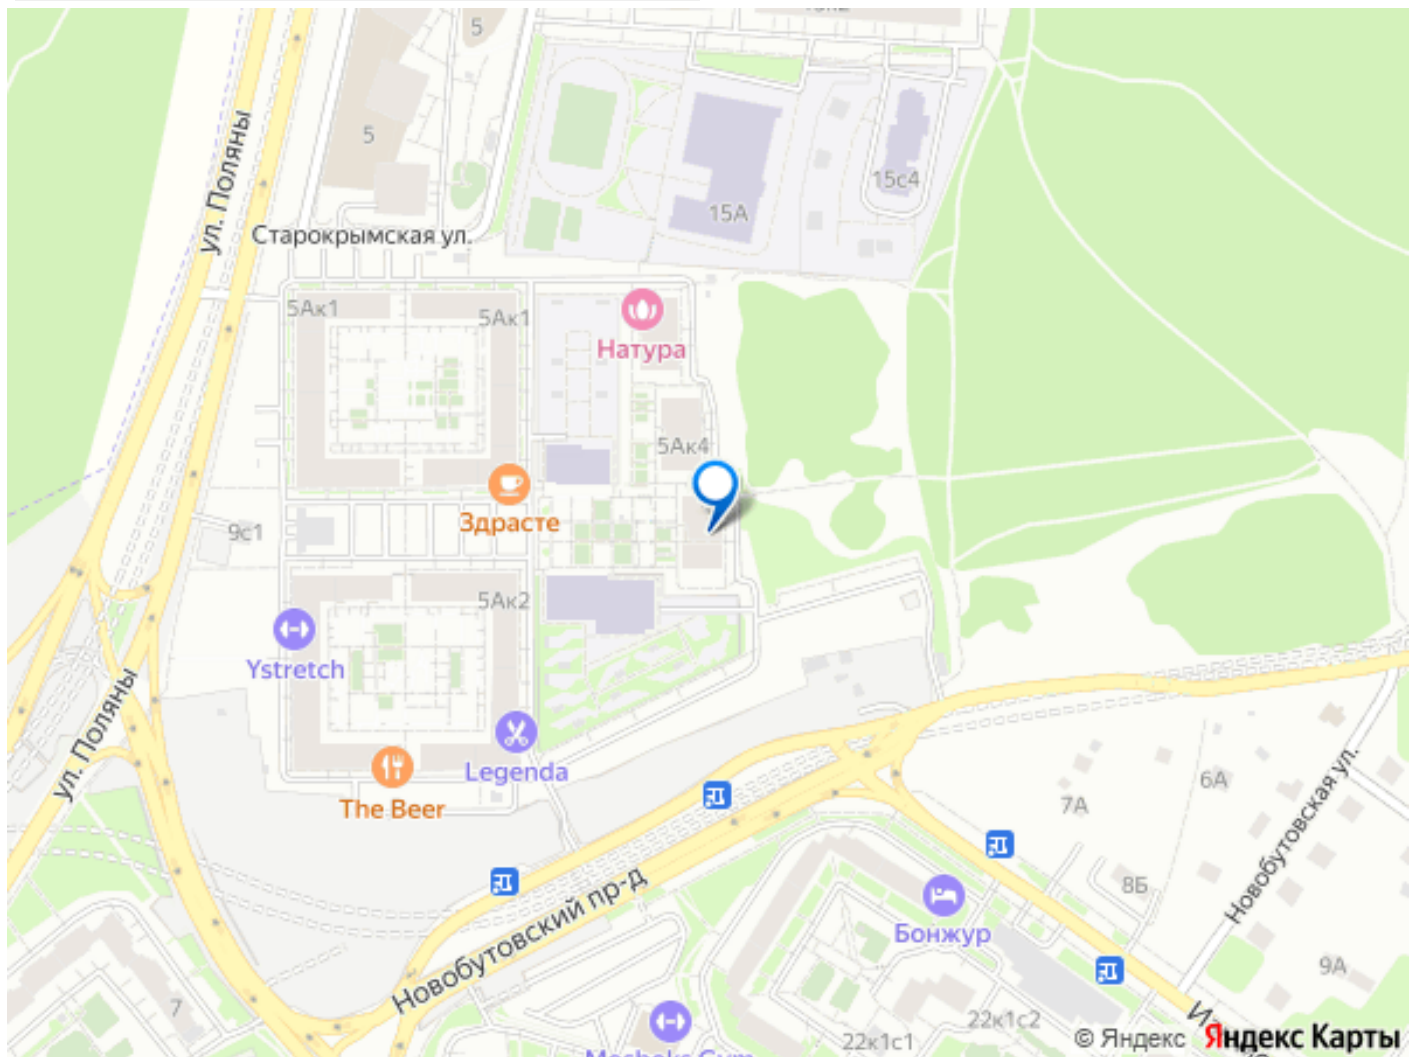 5
5
ул. Поляны
15с4
15А
Старокрымская ул.
5Ак1
5Ак1
Натура
5Ак4
Здрасте
9с1
5Ак2
Ystretch
ул. Поляны
Legenda
The Beer
6А
7А
Новобутовская ул.
8Б
Новобутовский пр-д
Бонжур
9А
7
22к1с2
22к1с1
© Яндекс Яндекс Карты